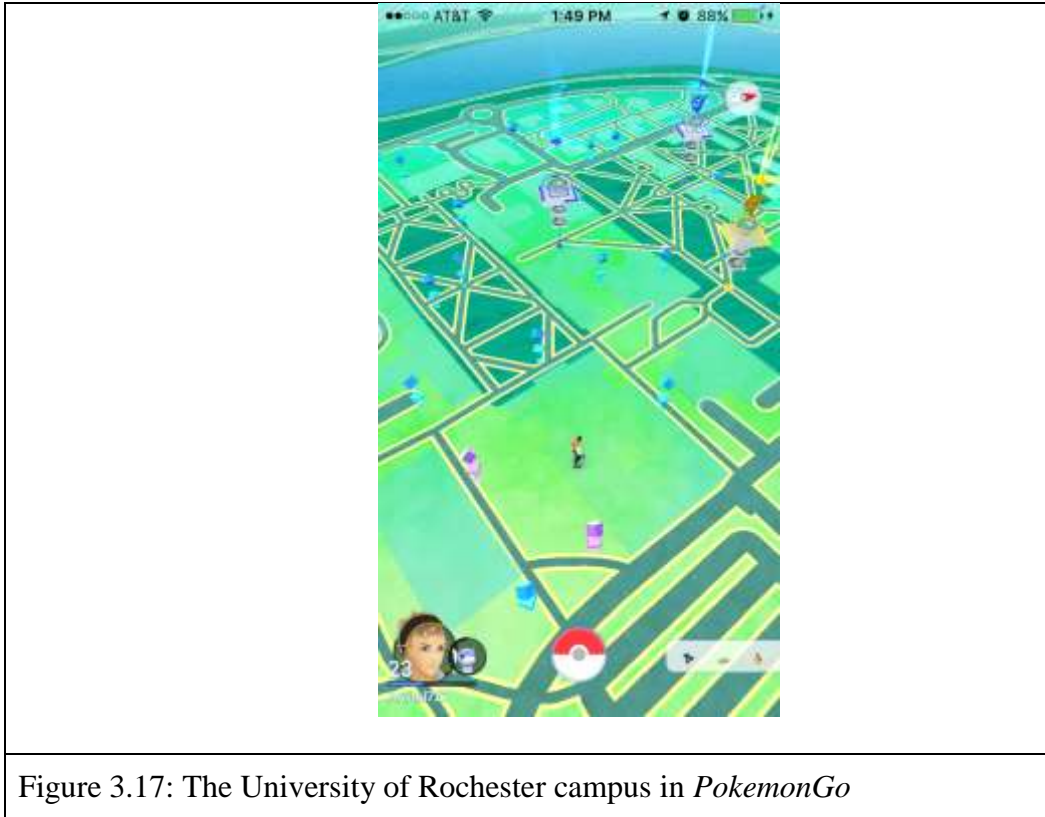 AT&T 1:49 PM 88%
23
Figure 3.17: The University of Rochester campus in PokemonGo